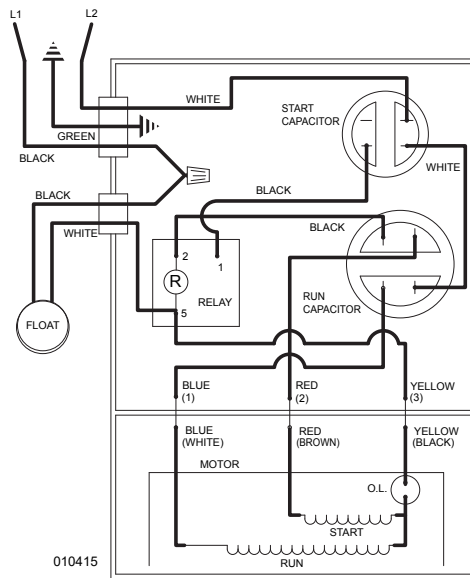 L1
L2
WHITE
START
CAPACITOR
GREEN
BLACK
WHITE
BLACK
BLACK
WHITE
BLACK
2
1
R
RELAY
RUN
CAPACITOR
5
FLOAT
BLUE
(1)
RED
(2)
YELLOW
(3)
BLUE
(WHITE)
RED
(BROWN)
YELLOW
(BLACK)
MOTOR
O.L.
START
RUN
010415